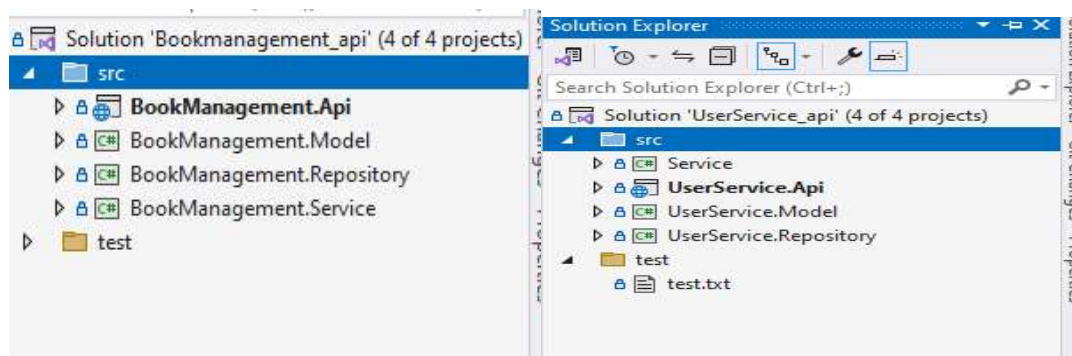 Solution 'Bookmanagement_api' (4 of 4 projects)
src
BookManagement.Api
C# BookManagement.Model
C# BookManagement.Repository
C# BookManagement.Service
test
Solution Explorer
Search Solution Explorer (Ctrl+;)
Solution 'UserService_api' (4 of 4 projects)
src
C# Service
UserService.Api
C# UserService.Model
C# UserService.Repository
test
test.txt
Properties